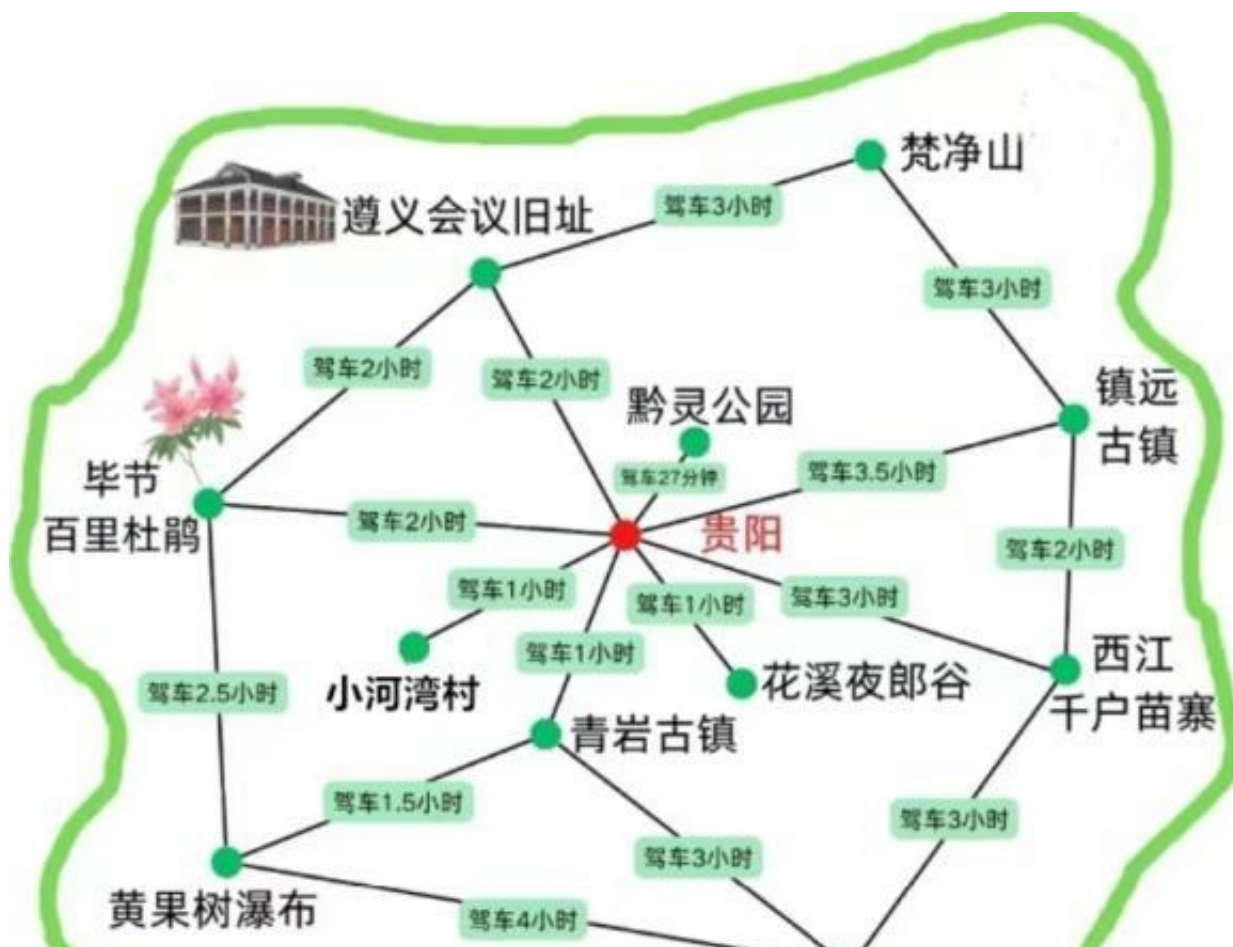 梵净山
驾车3小时
遵义会议旧址
驾车3小时
驾车2小时
驾车2小时
黔灵公园
镇远
古镇
驾车27分钟
驾车3.5小时
毕节
百里杜鹃
驾车2小时
贵阳
驾车2小时
驾车1小时
驾车1小时
驾车3小时
驾车1小时
西江
千户苗寨
小河湾村
花溪夜郎谷
驾车2.5小时
青岩古镇
驾车1.5小时
驾车3小时
驾车3小时
黄果树瀑布
驾车4小时